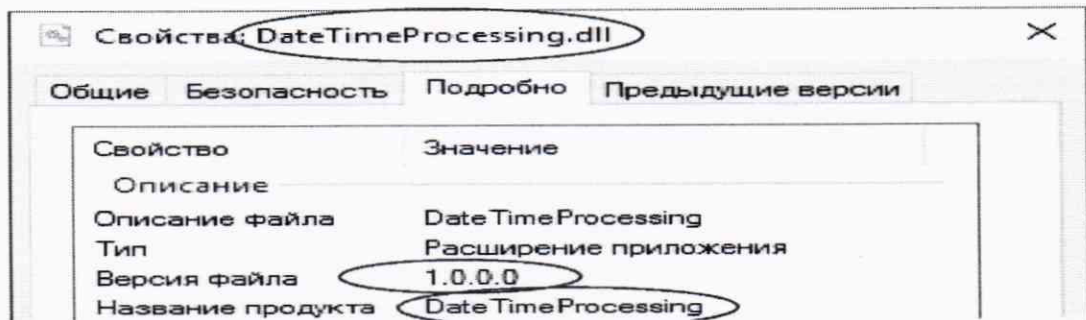 Свойства: DateTimeProcessing.dll
Общие Безопасность Подробно Предыдущие версии
Свойство Значение
Описание
Описание файла DateTimeProcessing
Тип Расширение приложения
Версия файла 1.0.0.0
Название продукта DateTimeProcessing